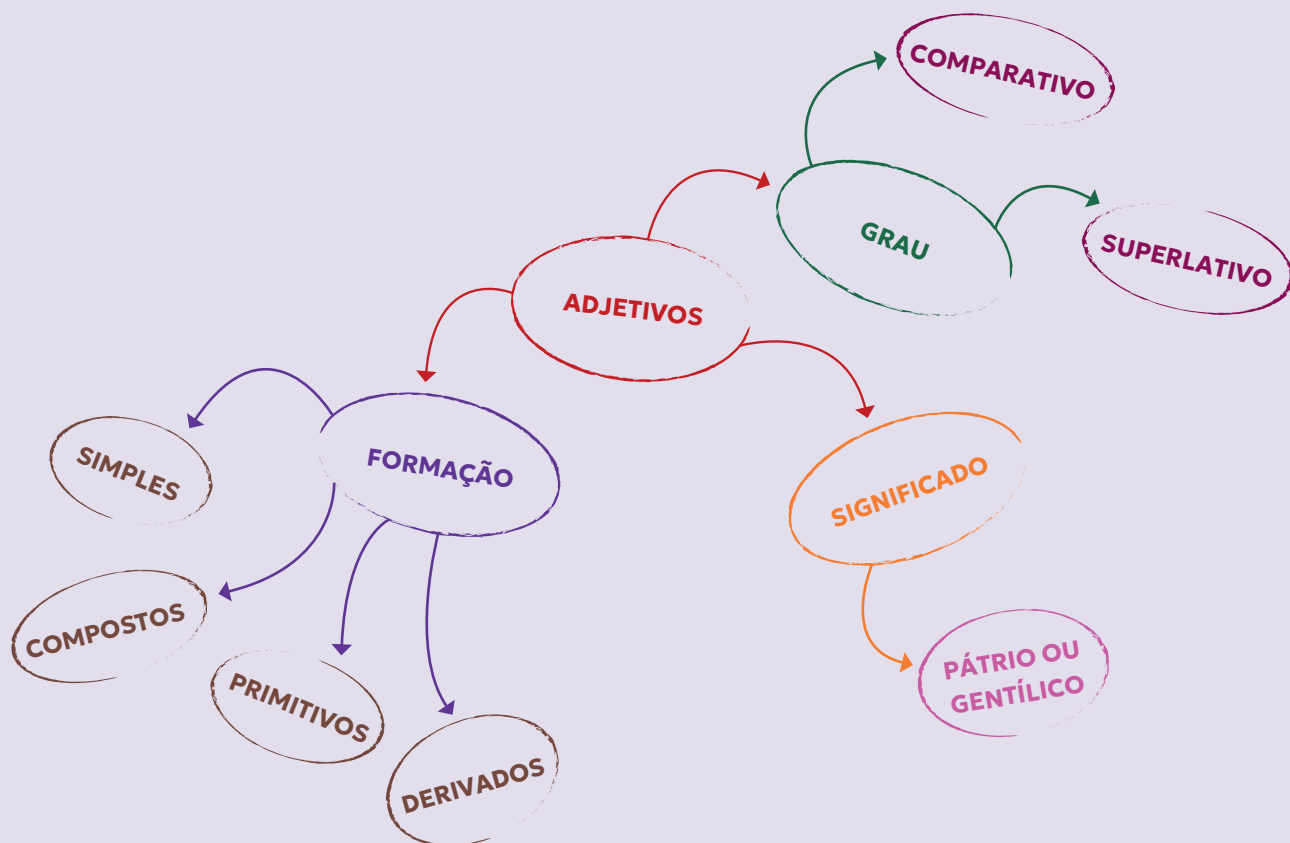 COMPARATIVO
GRAU
SUPERLATIVO
ADJETIVOS
FORMAÇÃO
SIMPLES
SIGNIFICADO
COMPOSTOS
PRIMITIVOS
PÁTRIO OU
GENTÍLICO
DERIVADOS